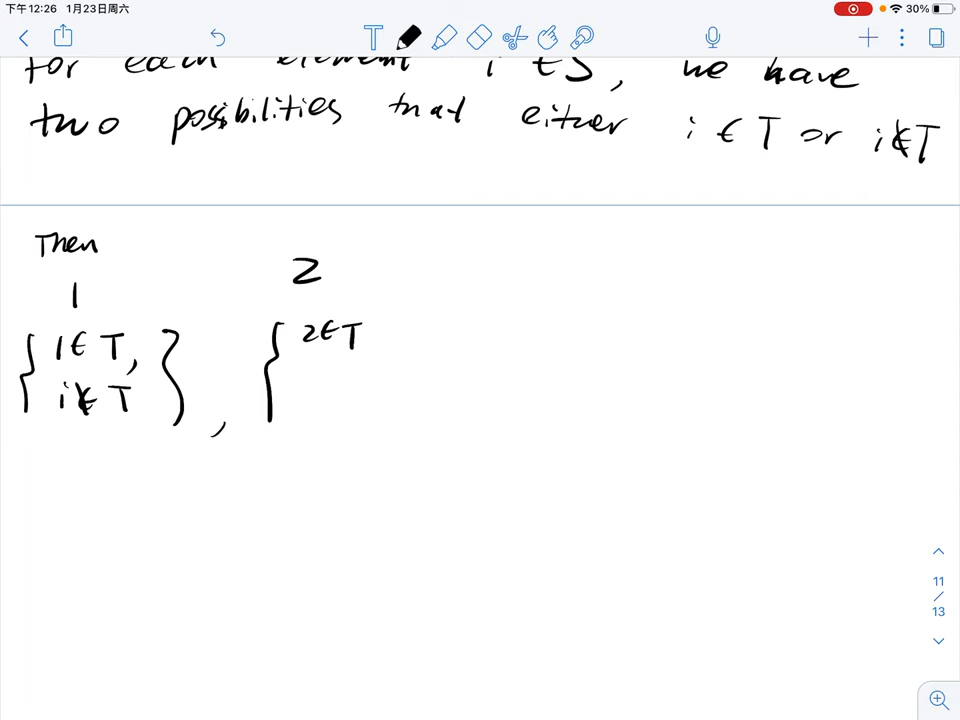 下午12:26 1月23日周六
30%
T
for each element i ∈ S, we have
two possibilities that either i ∈ T or i ∉ T
Then
1 2
{ 1 ∈ T, } , { 2 ∈ T
i ∉ T
11
/
13